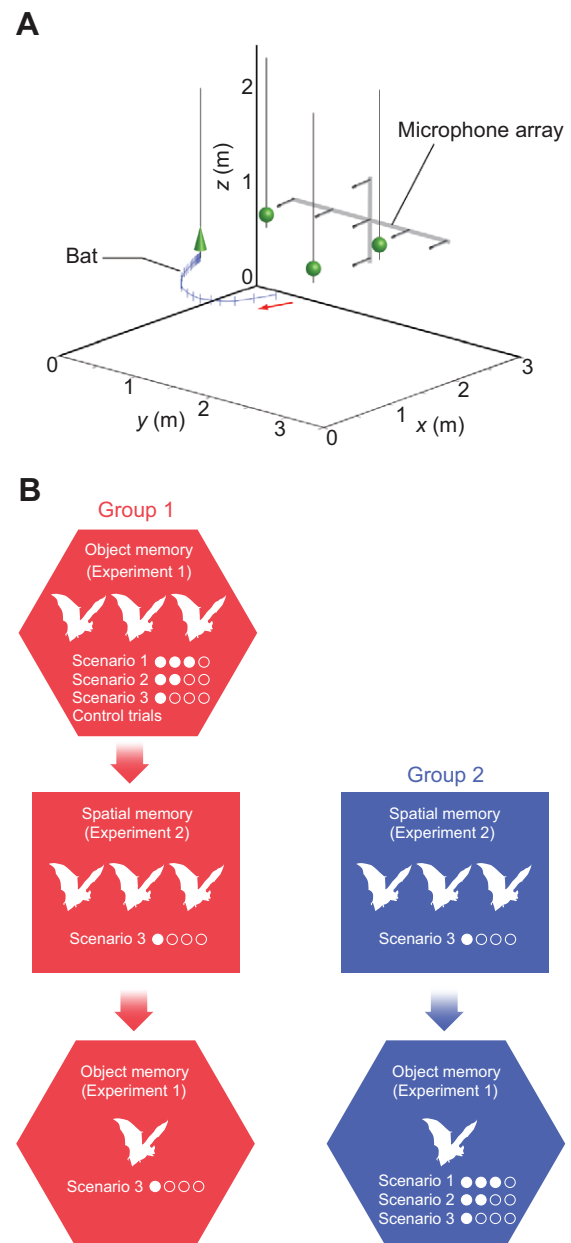 A
2
1
0
z (m)
Microphone array
Bat
0
1
2
3
y (m)
0
1
2
3
x (m)
B
Group 1
Object memory
(Experiment 1)
Scenario 1
Scenario 2
Scenario 3
Control trials
Spatial memory
(Experiment 2)
Scenario 3
Object memory
(Experiment 1)
Scenario 3
Group 2
Spatial memory
(Experiment 2)
Scenario 3
Object memory
(Experiment 1)
Scenario 1
Scenario 2
Scenario 3